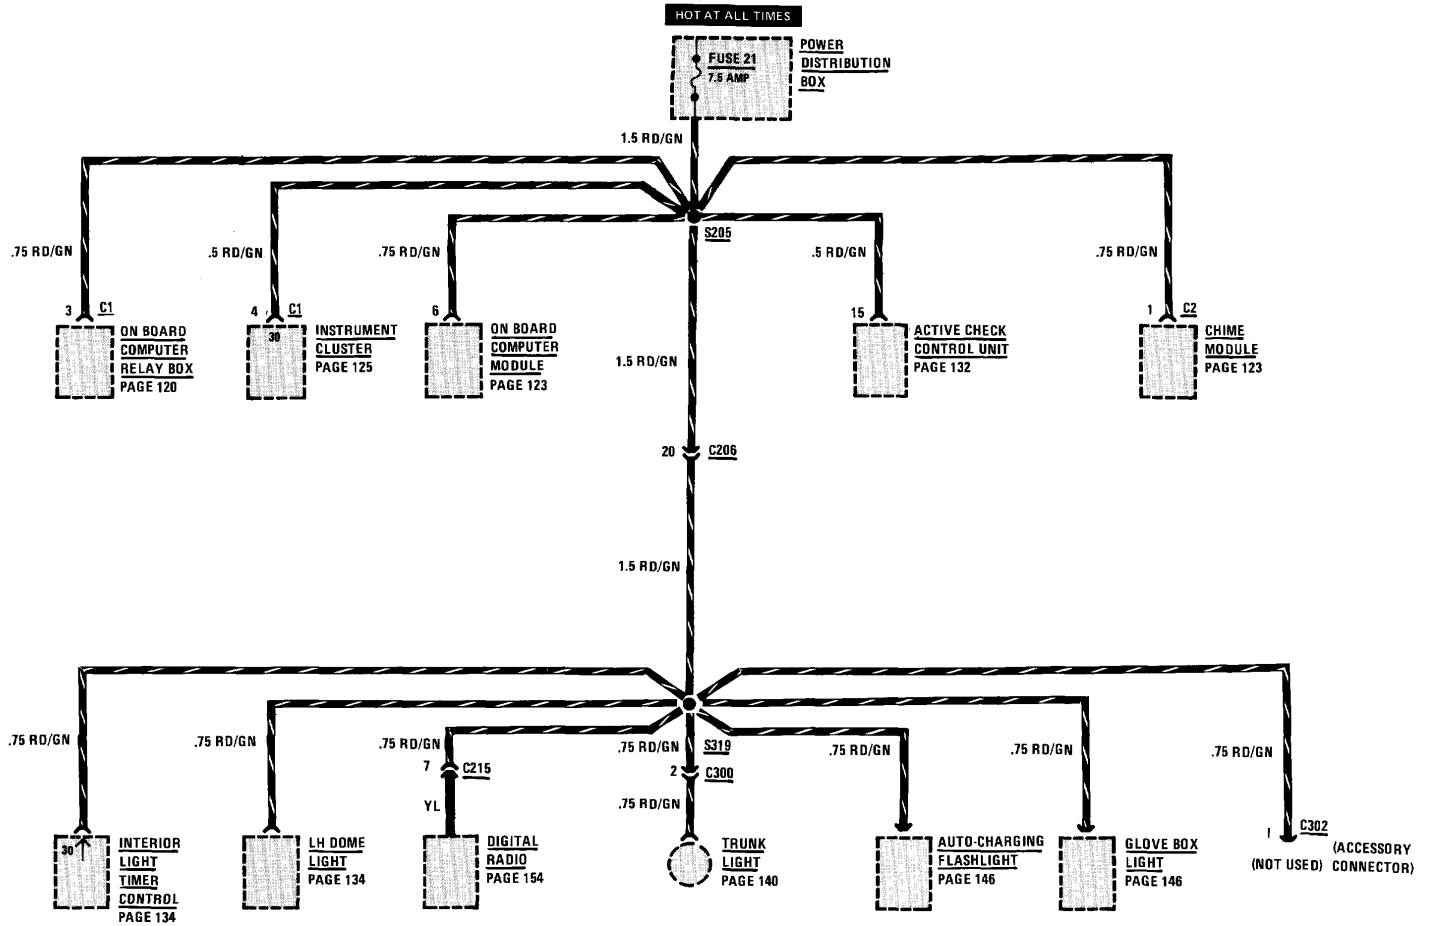 HOT AT ALL TIMES
FUSE 21
7.5 AMP
POWER
DISTRIBUTION
BOX
1.5 RD/GN
S205
.75 RD/GN
.5 RD/GN
.75 RD/GN
.5 RD/GN
.75 RD/GN
3 C1
4 C1
6
15
1 C2
30
ON BOARD
COMPUTER
RELAY BOX
PAGE 120
INSTRUMENT
CLUSTER
PAGE 125
ON BOARD
COMPUTER
MODULE
PAGE 123
ACTIVE CHECK
CONTROL UNIT
PAGE 132
CHIME
MODULE
PAGE 123
1.5 RD/GN
20 C206
1.5 RD/GN
.75 RD/GN
.75 RD/GN
.75 RD/GN
.75 RD/GN
S319
.75 RD/GN
.75 RD/GN
.75 RD/GN
7 C215
2 C300
YL
.75 RD/GN
30
INTERIOR
LIGHT
TIMER
CONTROL
PAGE 134
LH DOME
LIGHT
PAGE 134
DIGITAL
RADIO
PAGE 154
TRUNK
LIGHT
PAGE 140
AUTO-CHARGING
FLASHLIGHT
PAGE 146
GLOVE BOX
LIGHT
PAGE 146
1 C302
(NOT USED)
(ACCESSORY
CONNECTOR)